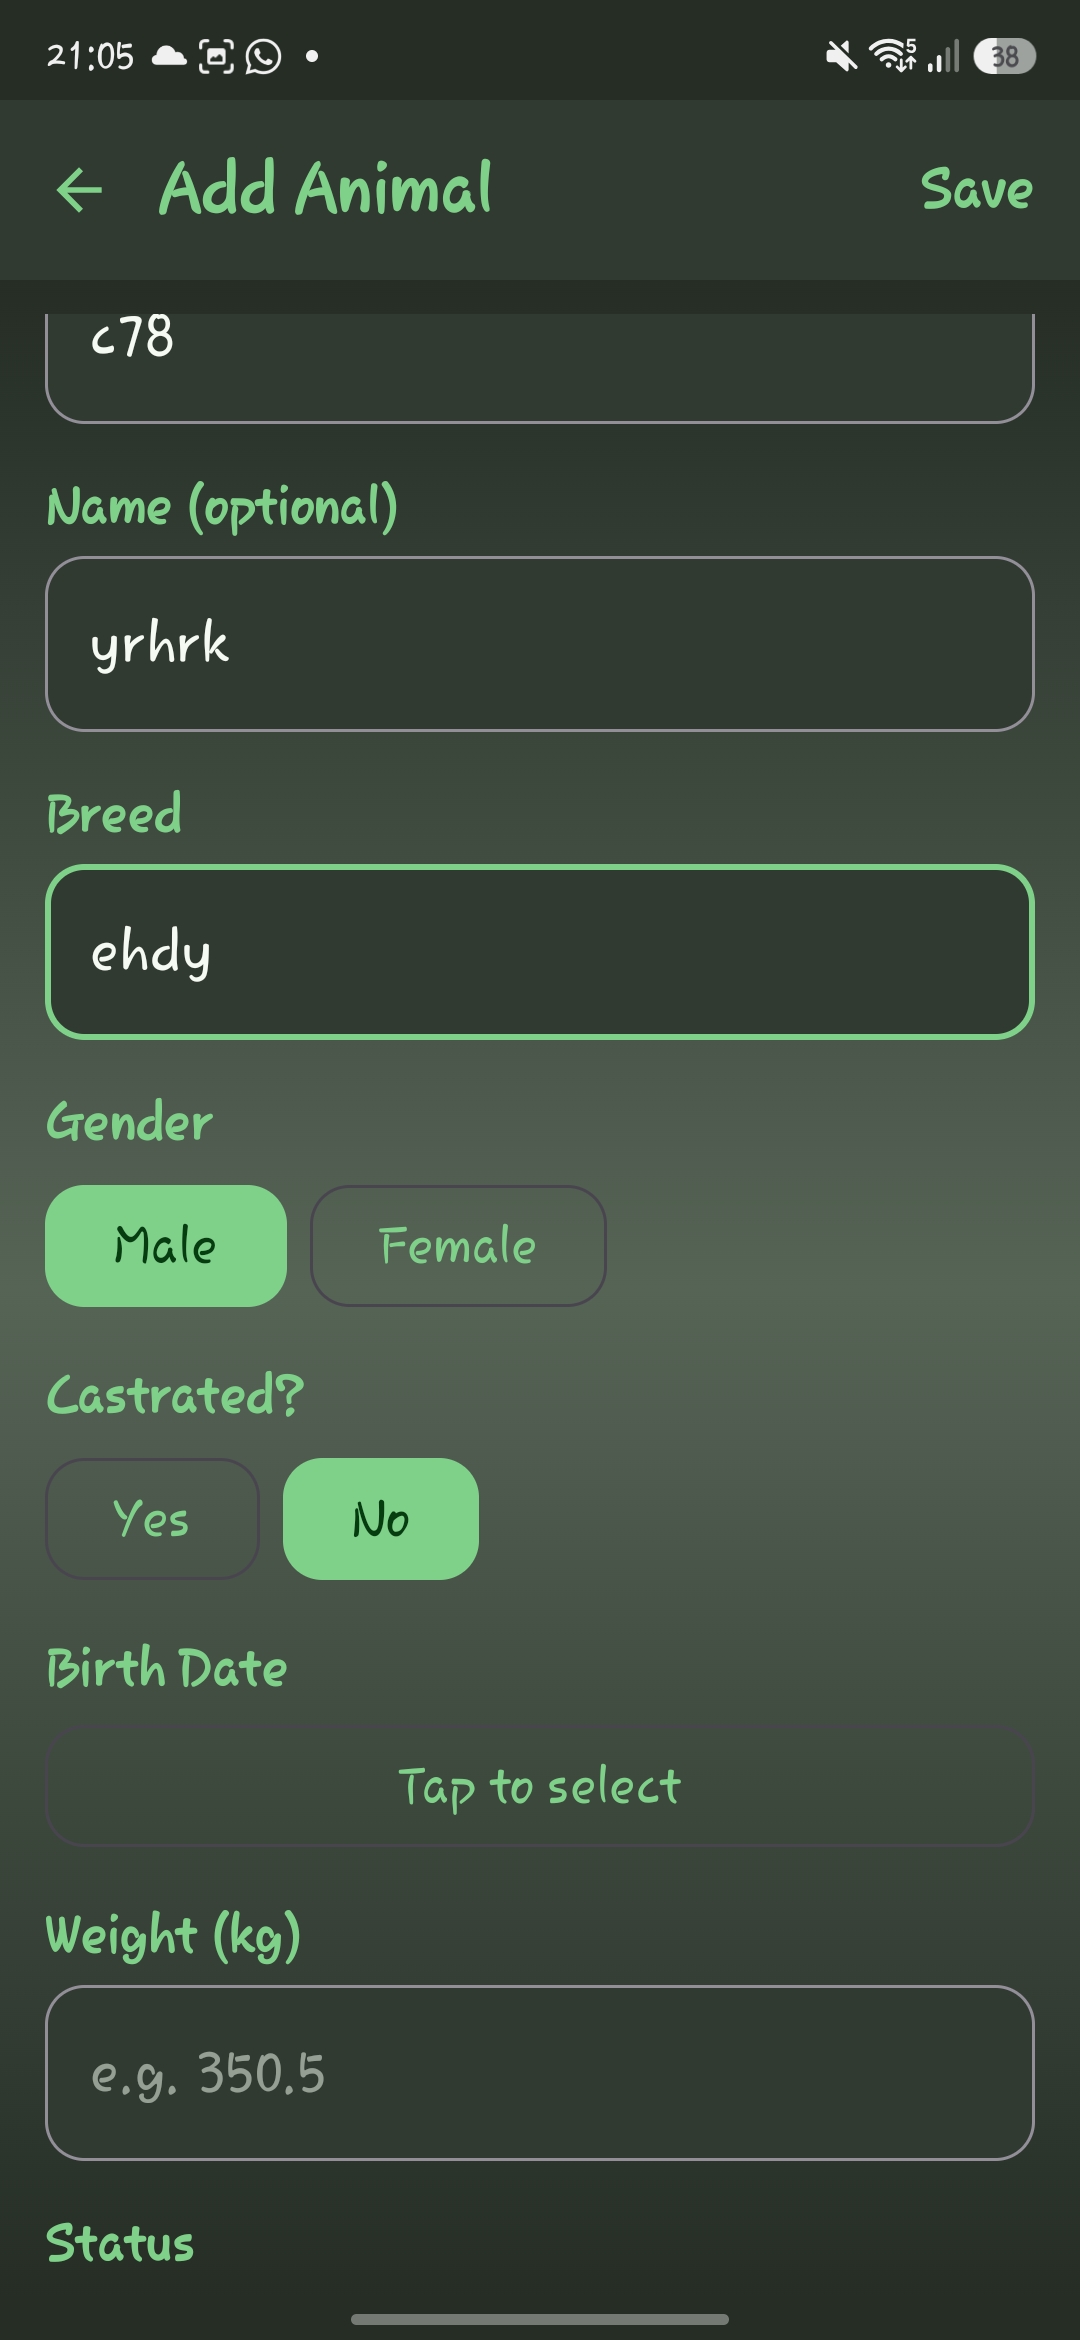 21:05
5
38
Add Animal
Save
c78
Name (optional)
yrhrk
Breed
ehdy
Gender
Male
Female
Castrated?
Yes
No
Birth Date
Tap to select
Weight (kg)
e.g. 350.5
Status